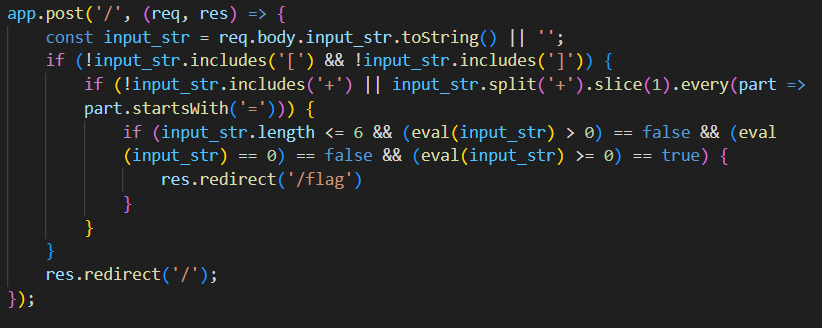 app.post('/', (req, res) => {
    const input_str = req.body.input_str.toString() || '';
    if (!input_str.includes('[') && !input_str.includes(']')) {
        if (!input_str.includes('+') || input_str.split('+').slice(1).every(part =>
        part.startsWith('='))) {
            if (input_str.length <= 6 && (eval(input_str) > 0) == false && (eval
            (input_str) == 0) == false && (eval(input_str) >= 0) == true) {
                res.redirect('/flag')
            }
        }
    }
    res.redirect('/');
});